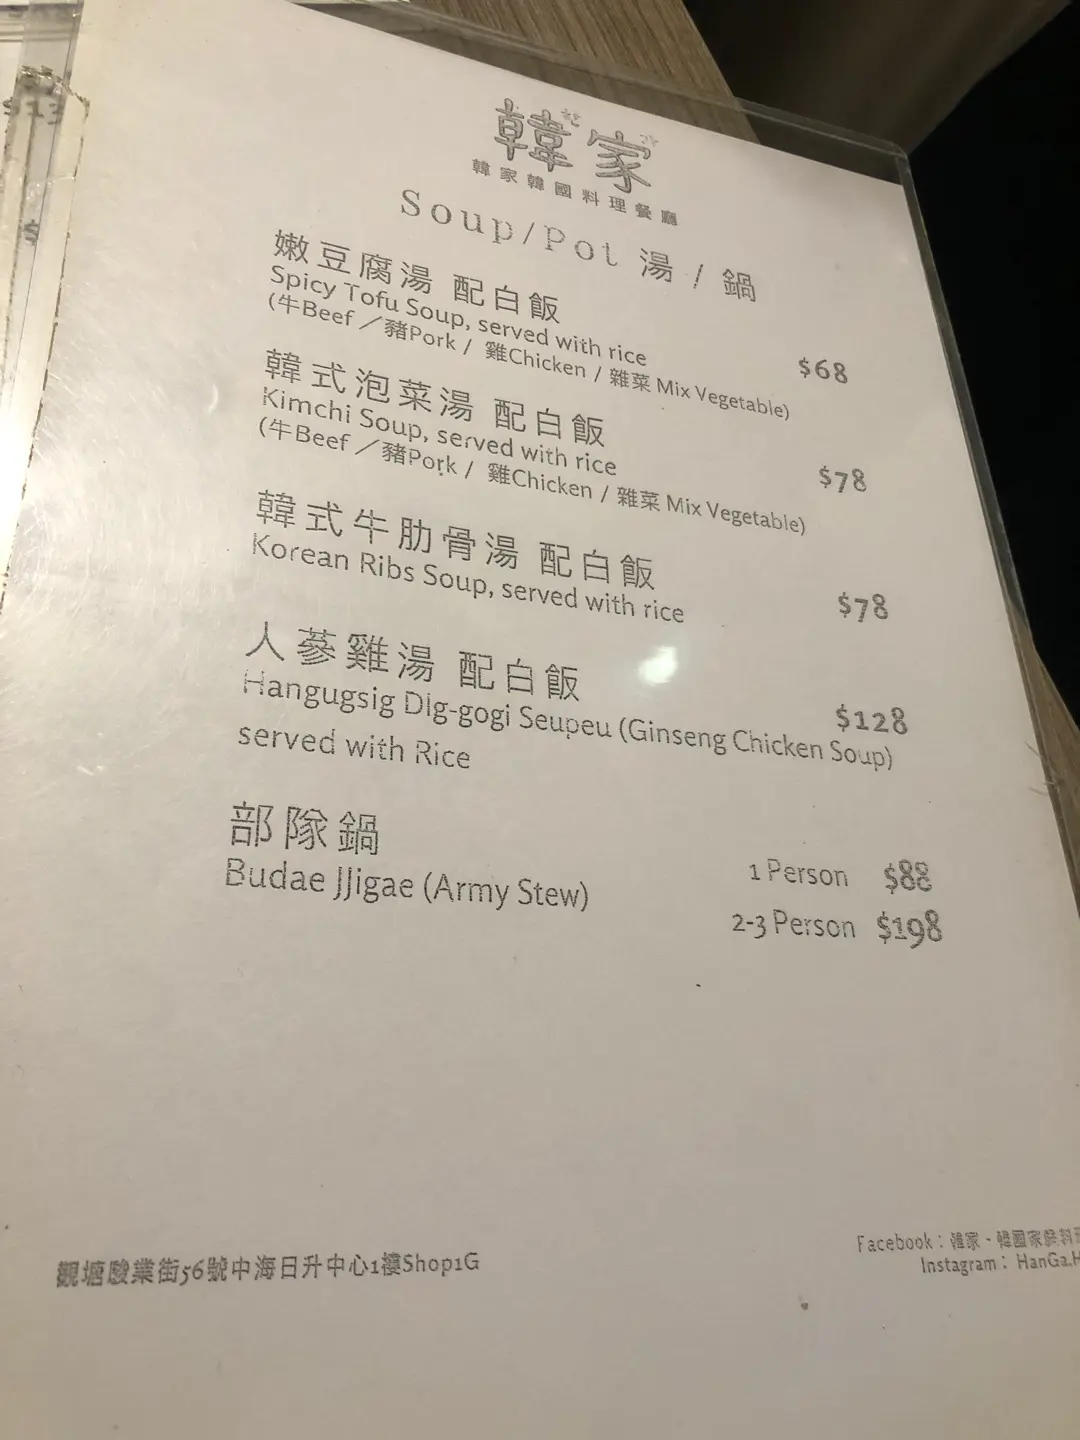 韓家
韓家韓國料理餐廳
Soup/Pot 湯 / 鍋
嫩豆腐湯 配白飯
Spicy Tofu Soup, served with rice
(牛Beef ／豬Pork / 雞Chicken / 雜菜 Mix Vegetable)
$68
韓式泡菜湯 配白飯
Kimchi Soup, served with rice
(牛Beef ／豬Pork / 雞Chicken / 雜菜 Mix Vegetable)
$78
韓式牛肋骨湯 配白飯
Korean Ribs Soup, served with rice
$78
人蔘雞湯 配白飯
Hangugsig Dlg-gogi Seupeu (Ginseng Chicken Soup)
$128
served with Rice
部隊鍋
Budae JJigae (Army Stew)
1 Person $88
2-3 Person $198
觀塘駿業街56號中海日升中心1樓Shop1G
Facebook : 韓家 - 韓國家
Instagram : HanGa.H